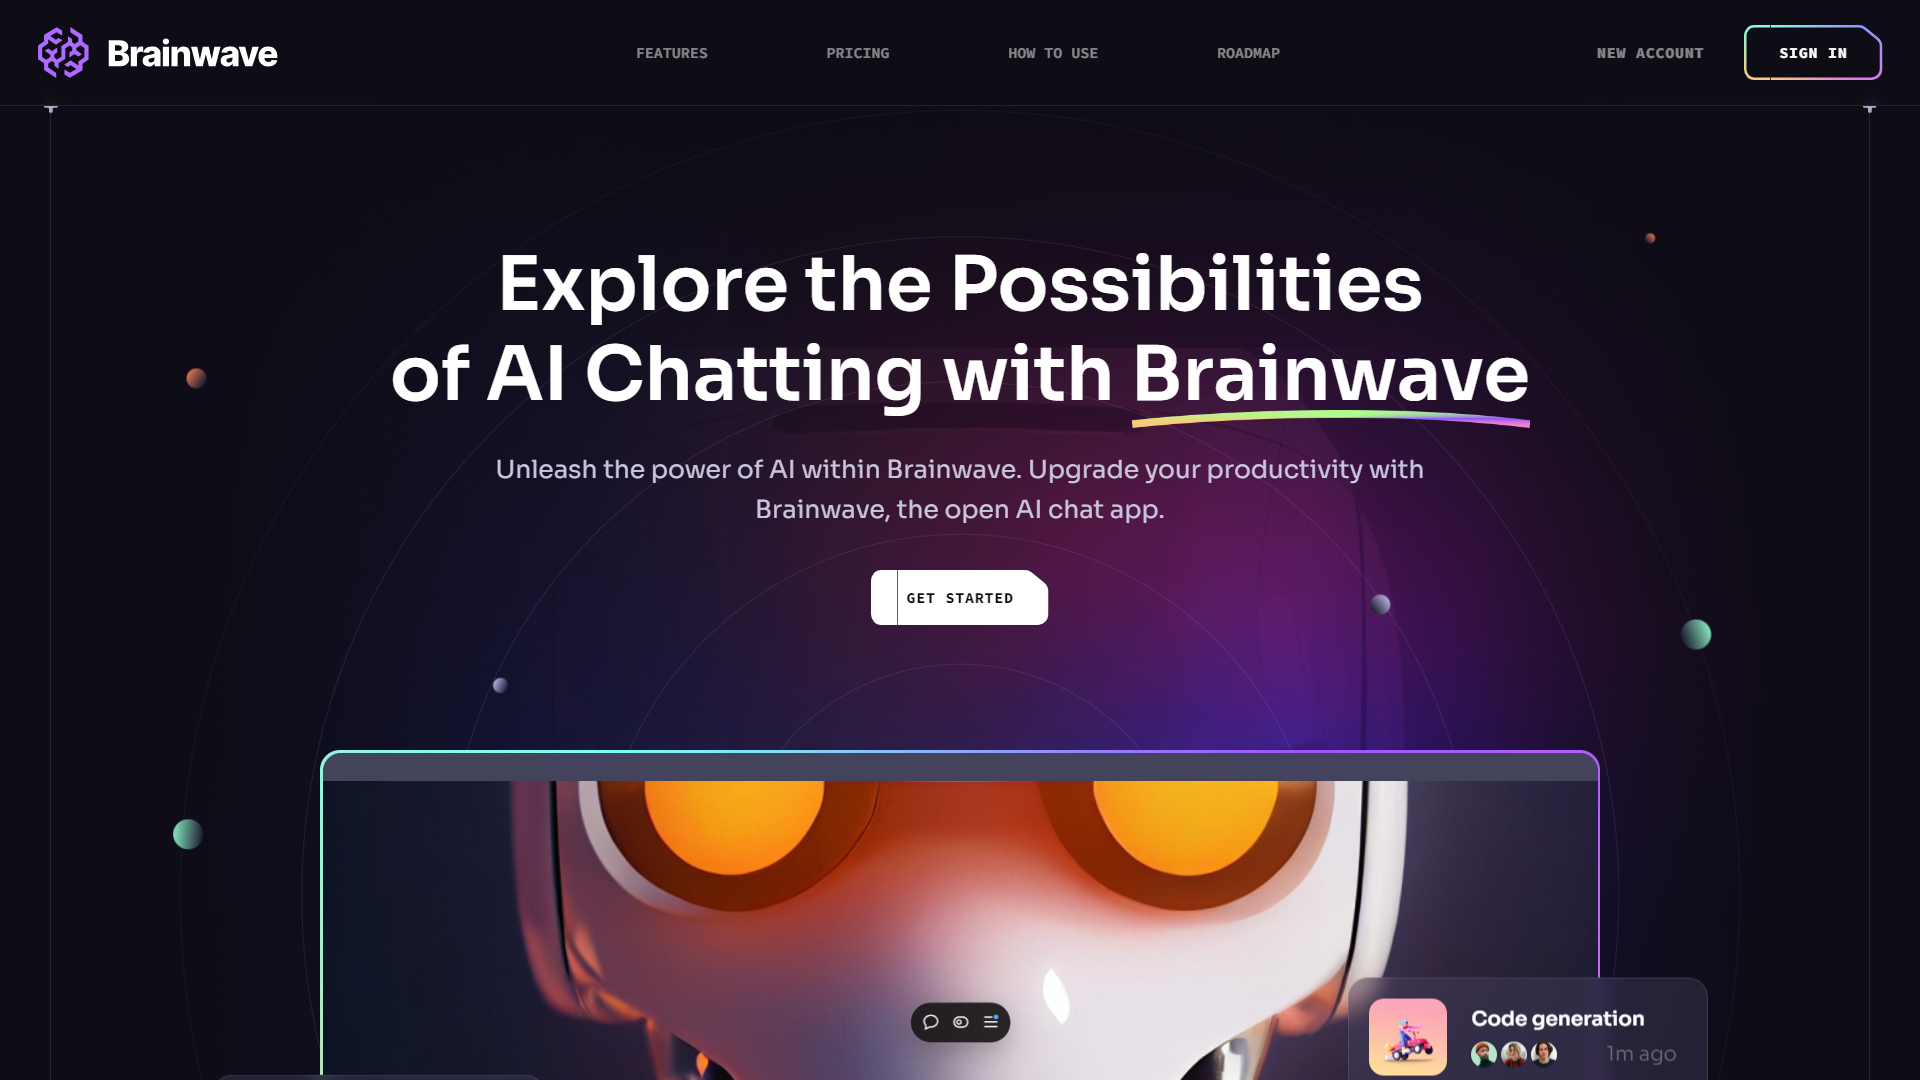 Brainwave
FEATURES
PRICING
HOW TO USE
ROADMAP
NEW ACCOUNT
SIGN IN
Explore the Possibilities
of AI Chatting with Brainwave
Unleash the power of AI within Brainwave. Upgrade your productivity with
Brainwave, the open AI chat app.
GET STARTED
Code generation
1m ago